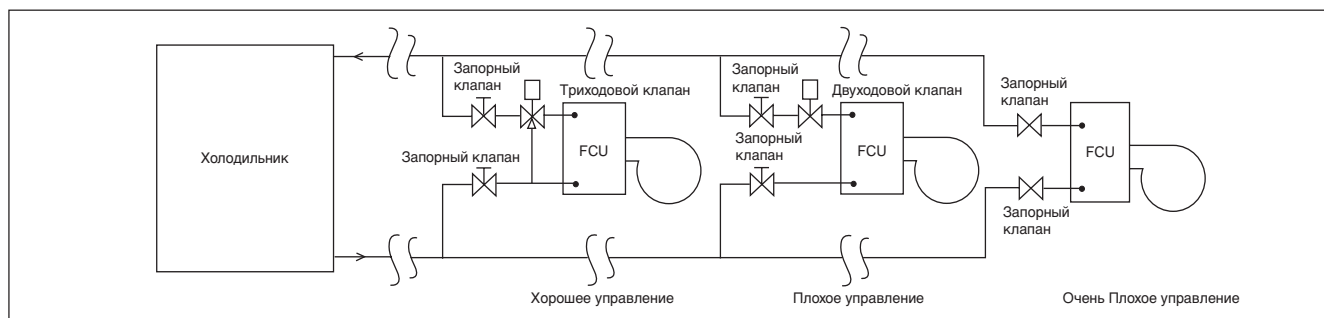 Холодильник
Запорный
клапан
Триходовой клапан
Запорный клапан
FCU
Запорный
клапан
Двуходовой клапан
Запорный
клапан
FCU
Запорный
клапан
FCU
Запорный
клапан
Хорошее управление
Плохое управление
Очень Плохое управление